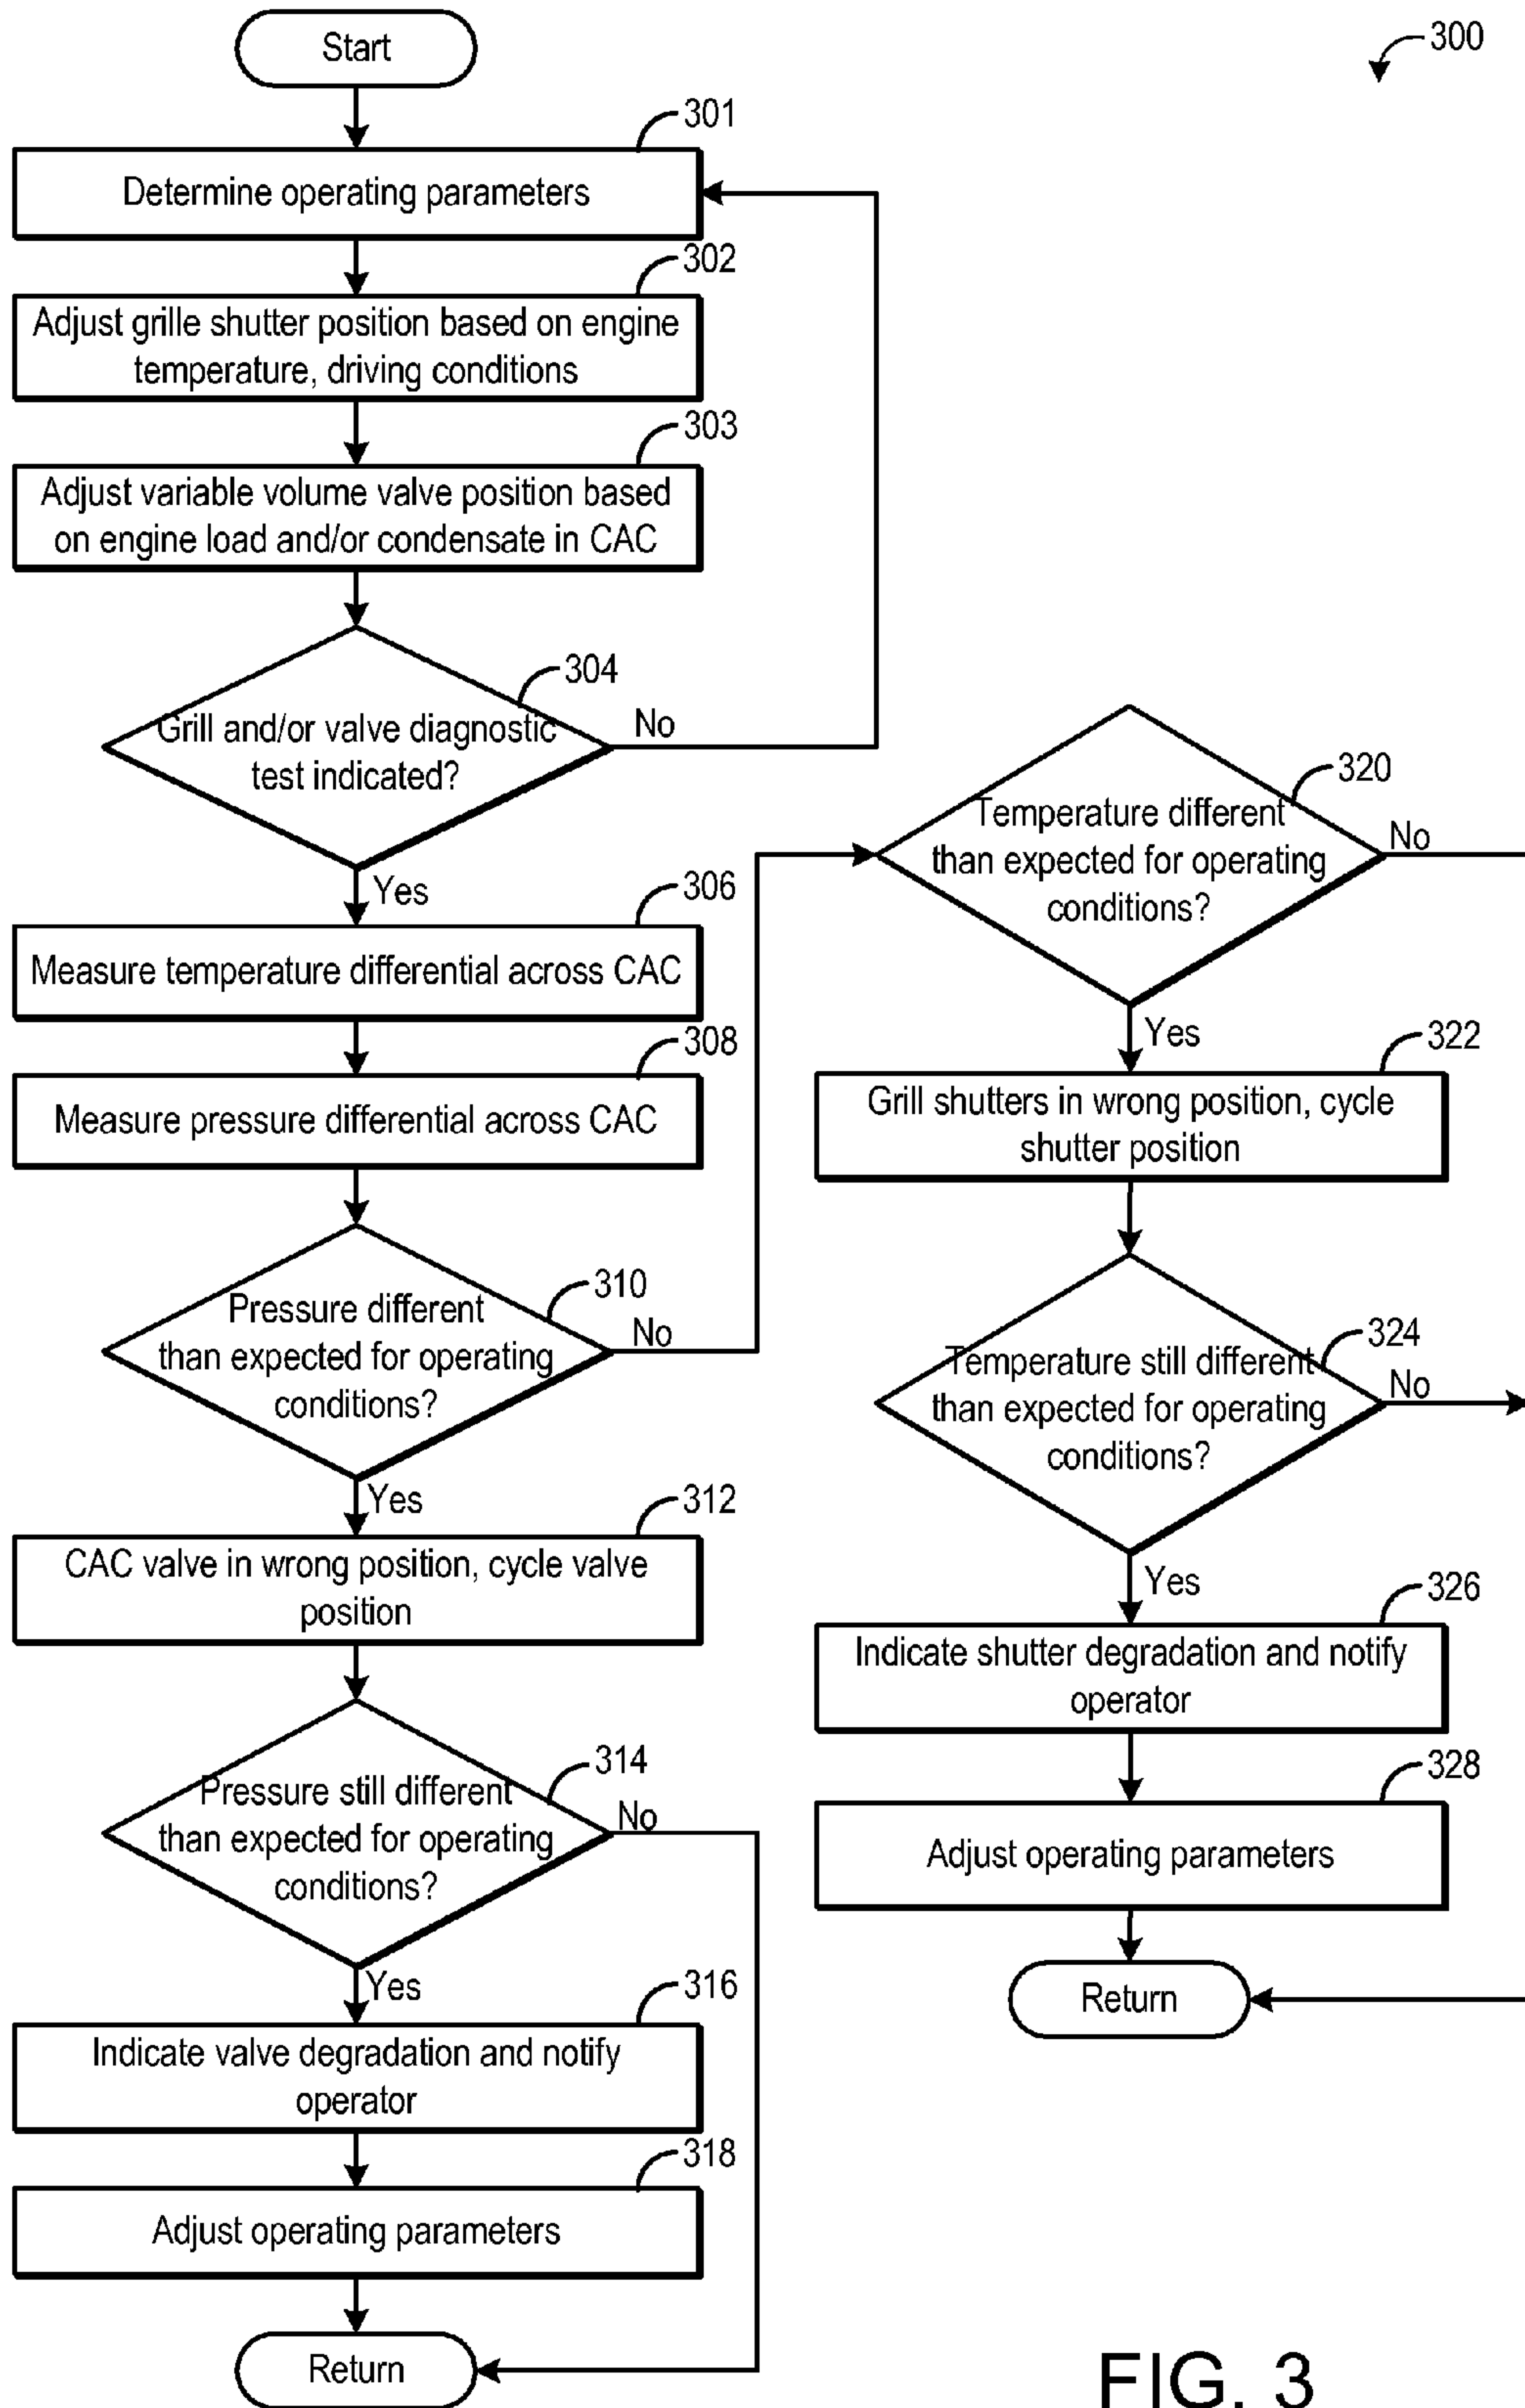 Start
300
301
Determine operating parameters
302
Adjust grille shutter position based on engine
temperature, driving conditions
303
Adjust variable volume valve position based
on engine load and/or condensate in CAC
304
Grill and/or valve diagnostic
test indicated?
No
Yes
306
Measure temperature differential across CAC
308
Measure pressure differential across CAC
310
Pressure different
than expected for operating
conditions?
No
Yes
312
CAC valve in wrong position, cycle valve
position
314
Pressure still different
than expected for operating
conditions?
No
Yes
316
Indicate valve degradation and notify
operator
318
Adjust operating parameters
Return
320
Temperature different
than expected for operating
conditions?
No
Yes
322
Grill shutters in wrong position, cycle
shutter position
324
Temperature still different
than expected for operating
conditions?
No
Yes
326
Indicate shutter degradation and notify
operator
328
Adjust operating parameters
Return
FIG. 3